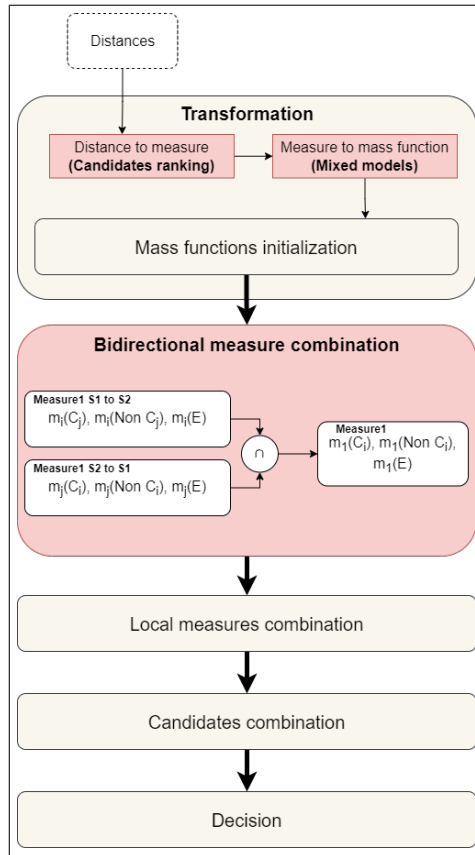 Distances
Transformation
Distance to measure
(Candidates ranking)
Measure to mass function
(Mixed models)
Mass functions initialization
Bidirectional measure combination
Measure1 S1 to S2
mᵢ(Cⱼ), mᵢ(Non Cⱼ), mᵢ(E)
Measure1 S2 to S1
mⱼ(Cᵢ), mⱼ(Non Cᵢ), mⱼ(E)
∩
Measure1
m₁(Cᵢ), m₁(Non Cᵢ),
m₁(E)
Local measures combination
Candidates combination
Decision